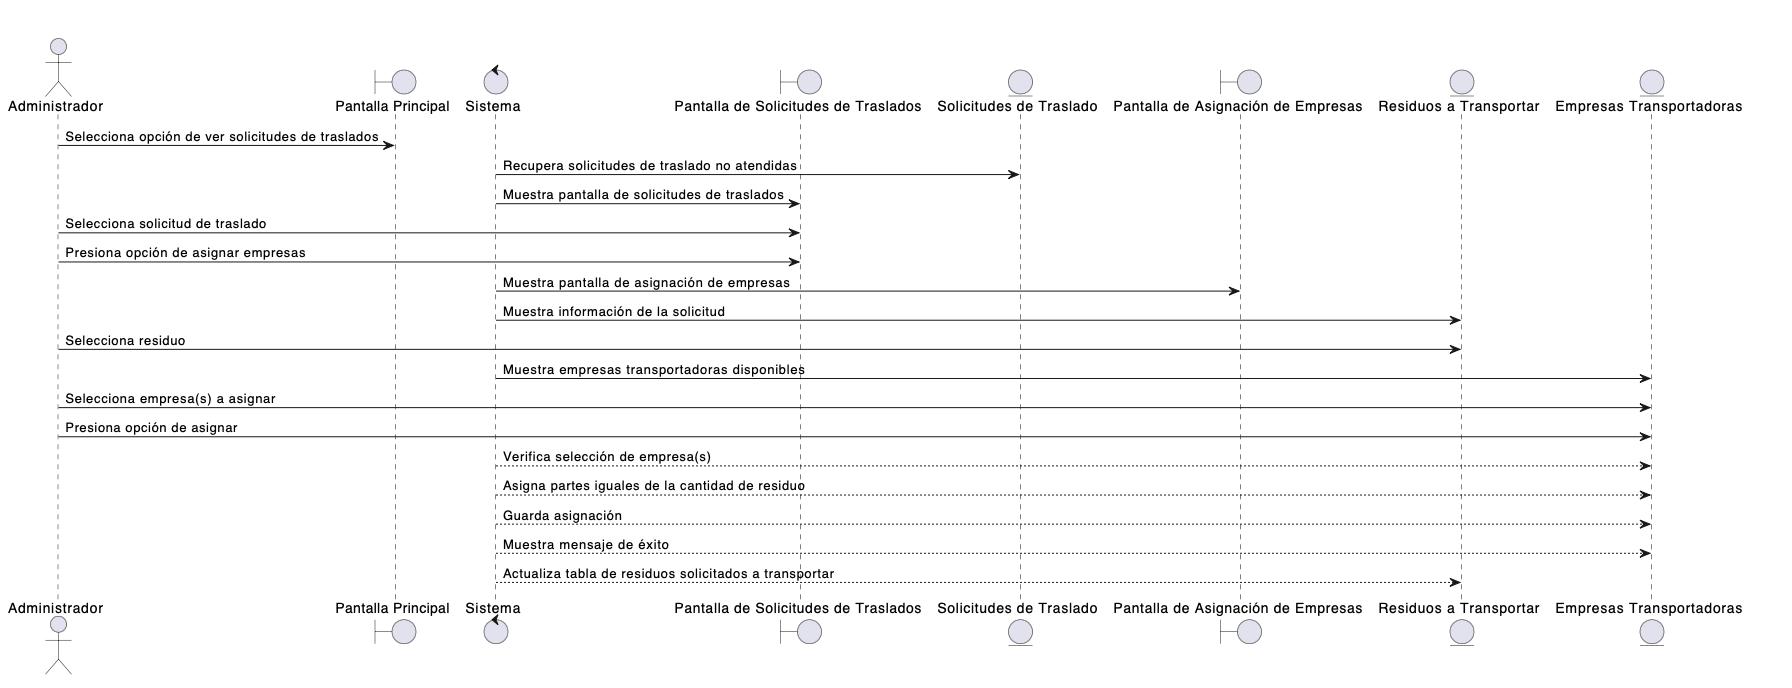 Administrador
Pantalla Principal
Sistema
Pantalla de Solicitudes de Traslados
Solicitudes de Traslado
Pantalla de Asignación de Empresas
Residuos a Transportar
Empresas Transportadoras
Selecciona opción de ver solicitudes de traslados
Recupera solicitudes de traslado no atendidas
Muestra pantalla de solicitudes de traslados
Selecciona solicitud de traslado
Presiona opción de asignar empresas
Muestra pantalla de asignación de empresas
Muestra información de la solicitud
Selecciona residuo
Muestra empresas transportadoras disponibles
Selecciona empresa(s) a asignar
Presiona opción de asignar
Verifica selección de empresa(s)
Asigna partes iguales de la cantidad de residuo
Guarda asignación
Muestra mensaje de éxito
Actualiza tabla de residuos solicitados a transportar
Administrador
Pantalla Principal
Sistema
Pantalla de Solicitudes de Traslados
Solicitudes de Traslado
Pantalla de Asignación de Empresas
Residuos a Transportar
Empresas Transportadoras